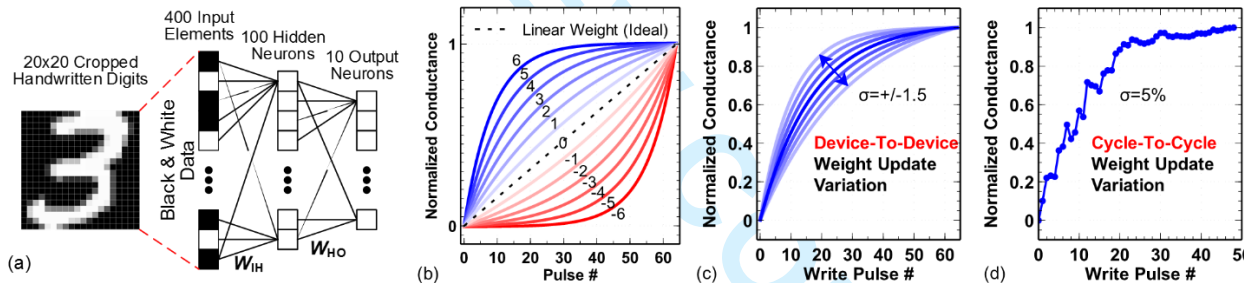 400 Input
Elements
100 Hidden
Neurons
10 Output
Neurons
20x20 Cropped
Handwritten Digits
Black & White
Data
W_IH
W_HO
(a)
Linear Weight (Ideal)
Normalized Conductance
1
0
6
5
4
3
2
1
0
-1
-2
-3
-4
-5
-6
0 10 20 30 40 50 60
Pulse #
(b)
Normalized Conductance
1
0.8
0.6
0.4
0.2
0
σ=+/-1.5
Device-To-Device
Weight Update
Variation
0 10 20 30 40 50 60
Write Pulse #
(c)
Normalized Conductance
1
0.8
0.6
0.4
0.2
0
σ=5%
Cycle-To-Cycle
Weight Update
Variation
0 10 20 30 40 50
Write Pulse #
(d)